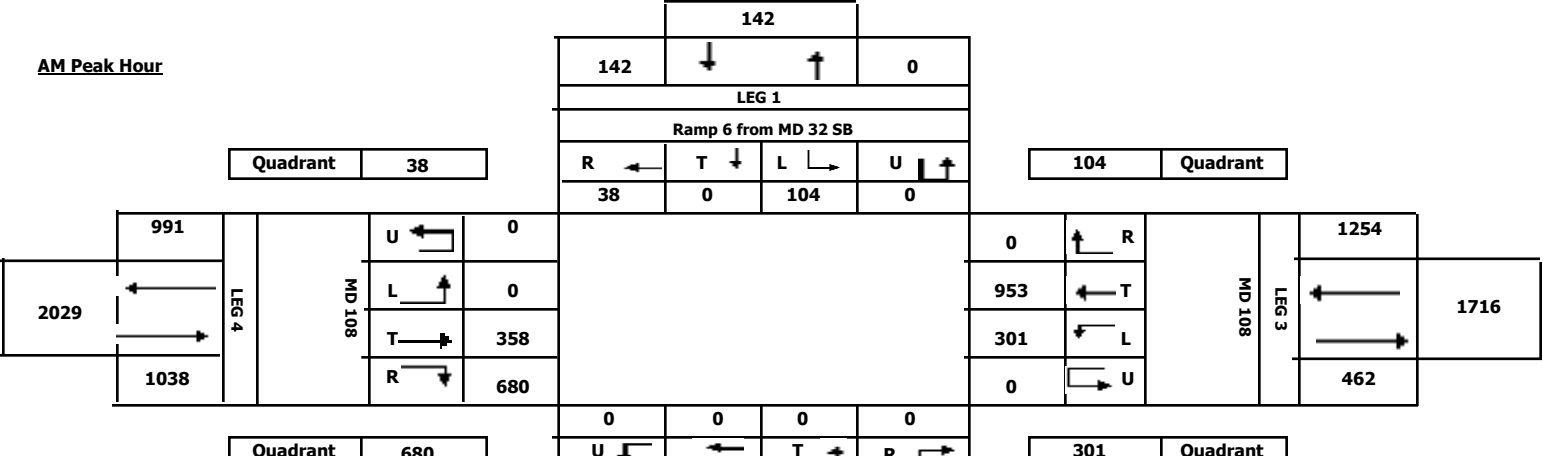 142
AM Peak Hour
142 0
LEG 1
Ramp 6 from MD 32 SB
Quadrant 38
R T L U
104 Quadrant
38 0 104 0
991 U 0
0 R 1254
2029 LEG 4 MD 108 L 0
953 T MD 108 LEG 3 1716
T 358
301 L
1038 R 680
0 U 462
0 0 0 0
Quadrant 680
U T R
301 Quadrant